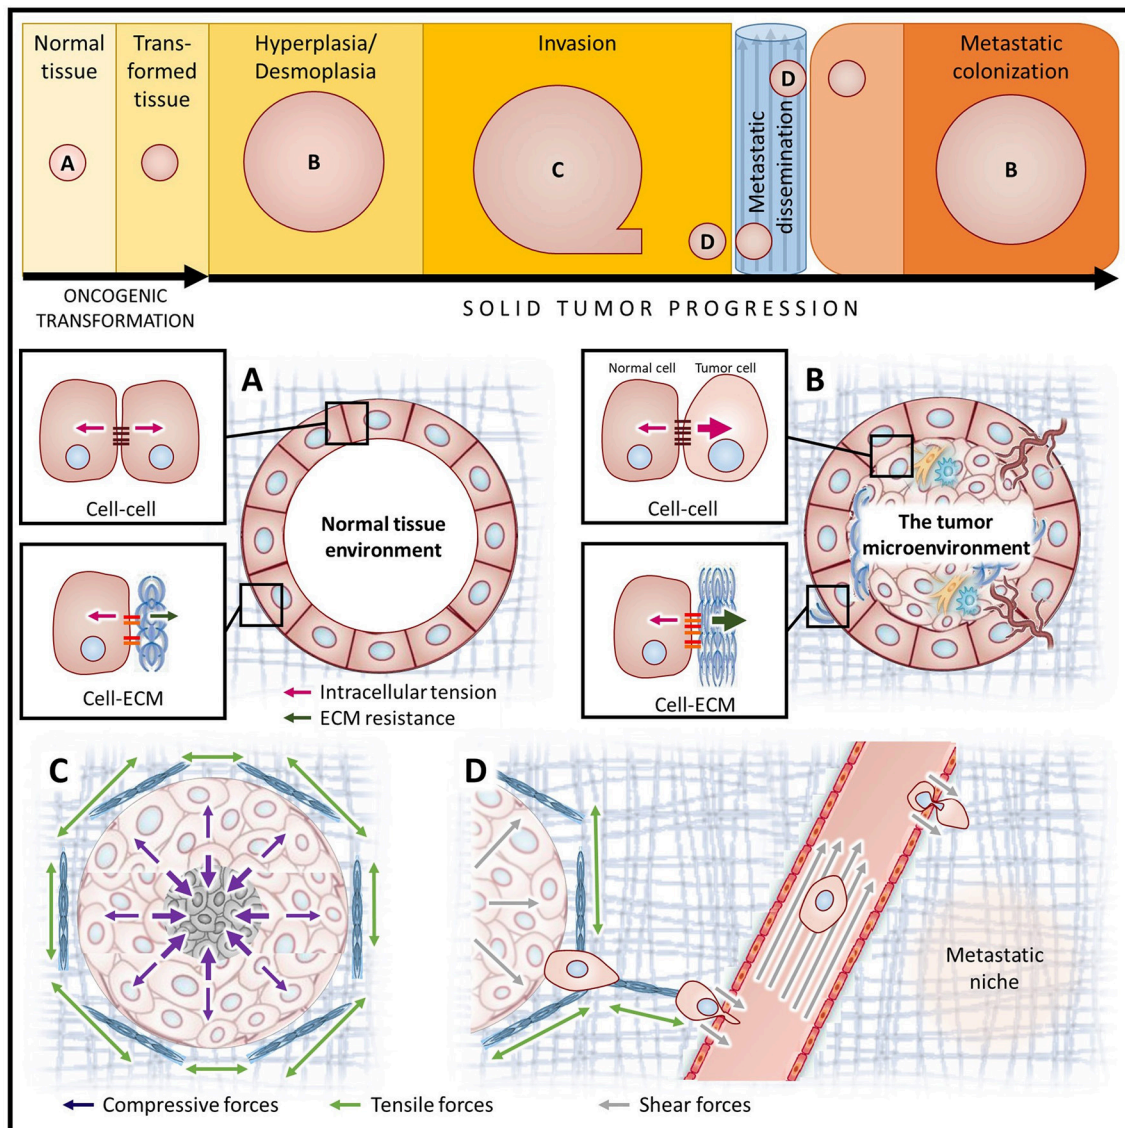 Normal
tissue
Trans-
formed
tissue
Hyperplasia/
Desmoplasia
Invasion
Metastatic
dissemination
Metastatic
colonization
A
B
C
D
D
B
ONCOGENIC
TRANSFORMATION
SOLID TUMOR PROGRESSION
A
Cell-cell
Normal tissue
environment
Cell-ECM
Intracellular tension
ECM resistance
B
Normal cell
Tumor cell
Cell-cell
The tumor
microenvironment
Cell-ECM
C
D
Metastatic
niche
Compressive forces
Tensile forces
Shear forces